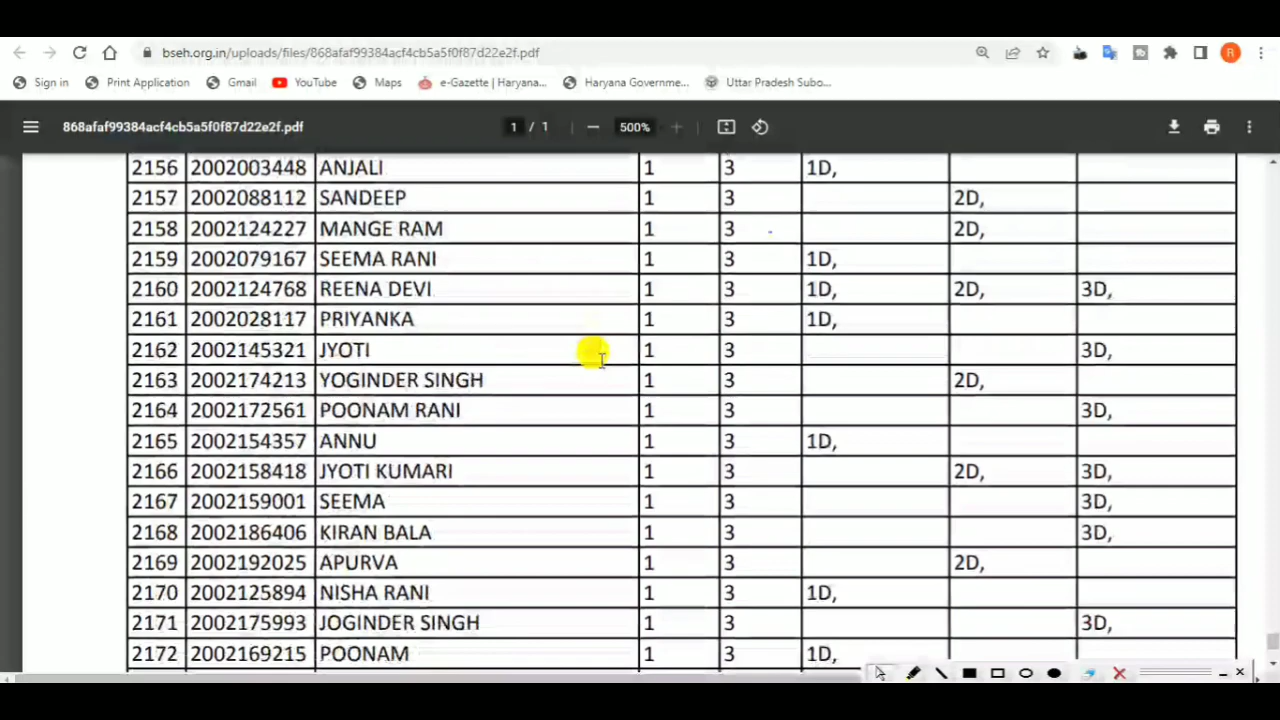 bseh.org.in/uploads/files/868afaf99384acf4cb5a5f0f87d22e2f.pdf R
Sign in Print Application Gmail YouTube Maps e-Gazette | Haryana... Haryana Governme... Uttar Pradesh Subo...
868afaf99384acf4cb5a5f0f87d22e2f.pdf 1 / 1 500%
2156 2002003448 ANJALI 1 3 1D,
2157 2002088112 SANDEEP 1 3 2D,
2158 2002124227 MANGE RAM 1 3 2D,
2159 2002079167 SEEMA RANI 1 3 1D,
2160 2002124768 REENA DEVI 1 3 1D, 2D, 3D,
2161 2002028117 PRIYANKA 1 3 1D,
2162 2002145321 JYOTI 1 3 3D,
2163 2002174213 YOGINDER SINGH 1 3 2D,
2164 2002172561 POONAM RANI 1 3 3D,
2165 2002154357 ANNU 1 3 1D,
2166 2002158418 JYOTI KUMARI 1 3 2D, 3D,
2167 2002159001 SEEMA 1 3 3D,
2168 2002186406 KIRAN BALA 1 3 3D,
2169 2002192025 APURVA 1 3 2D,
2170 2002125894 NISHA RANI 1 3 1D,
2171 2002175993 JOGINDER SINGH 1 3 3D,
2172 2002169215 POONAM 1 3 1D,